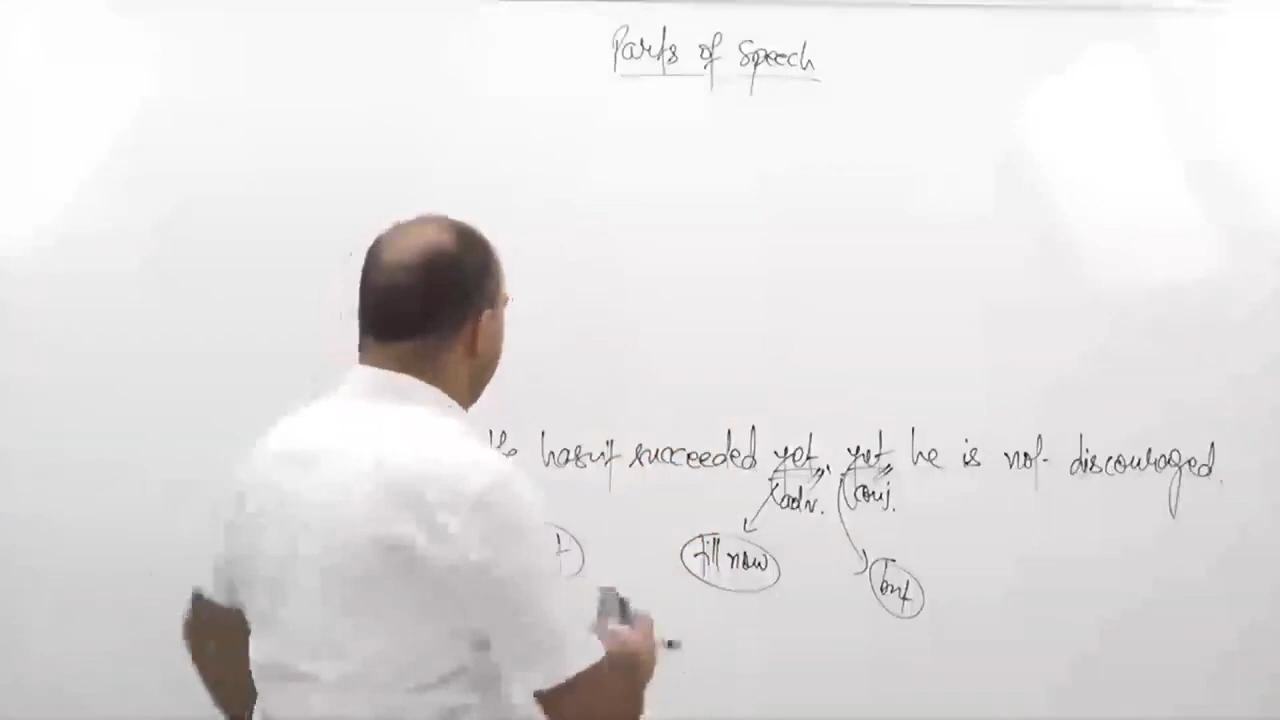 Parts of Speech
He hasn't succeeded yet, yet he is not discouraged.
adv. conj.
till now
but